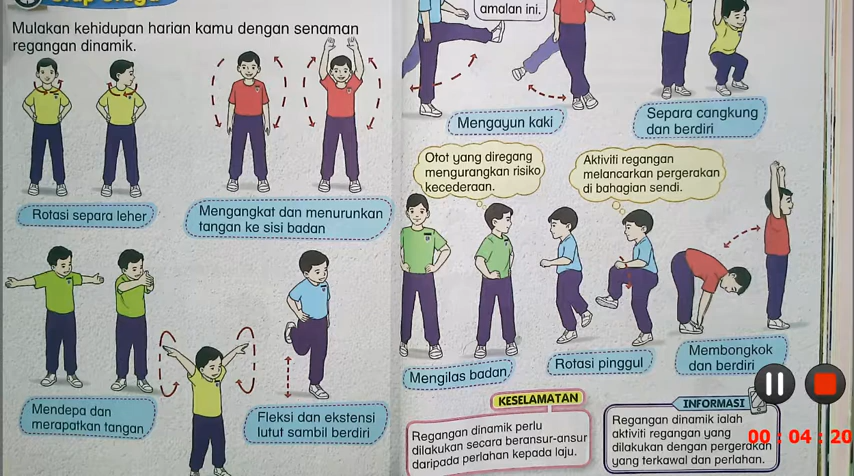 Mulakan kehidupan harian kamu dengan senaman
regangan dinamik.
Rotasi separa leher
Mengangkat dan menurunkan
tangan ke sisi badan
Mendepa dan
merapatkan tangan
Fleksi dan ekstensi
lutut sambil berdiri
amalan ini.
Mengayun kaki
Separa cangkung
dan berdiri
Otot yang diregang
mengurangkan risiko
kecederaan.
Aktiviti regangan
melancarkan pergerakan
di bahagian sendi.
Mengilas badan
Rotasi pinggul
Membongkok
dan berdiri
KESELAMATAN
Regangan dinamik perlu
dilakukan secara beransur-ansur
daripada perlahan kepada laju.
INFORMASI
Regangan dinamik ialah
aktiviti regangan yang
dilakukan dengan pergerakan
yang terkawal dan perlahan.
00 : 04 : 20